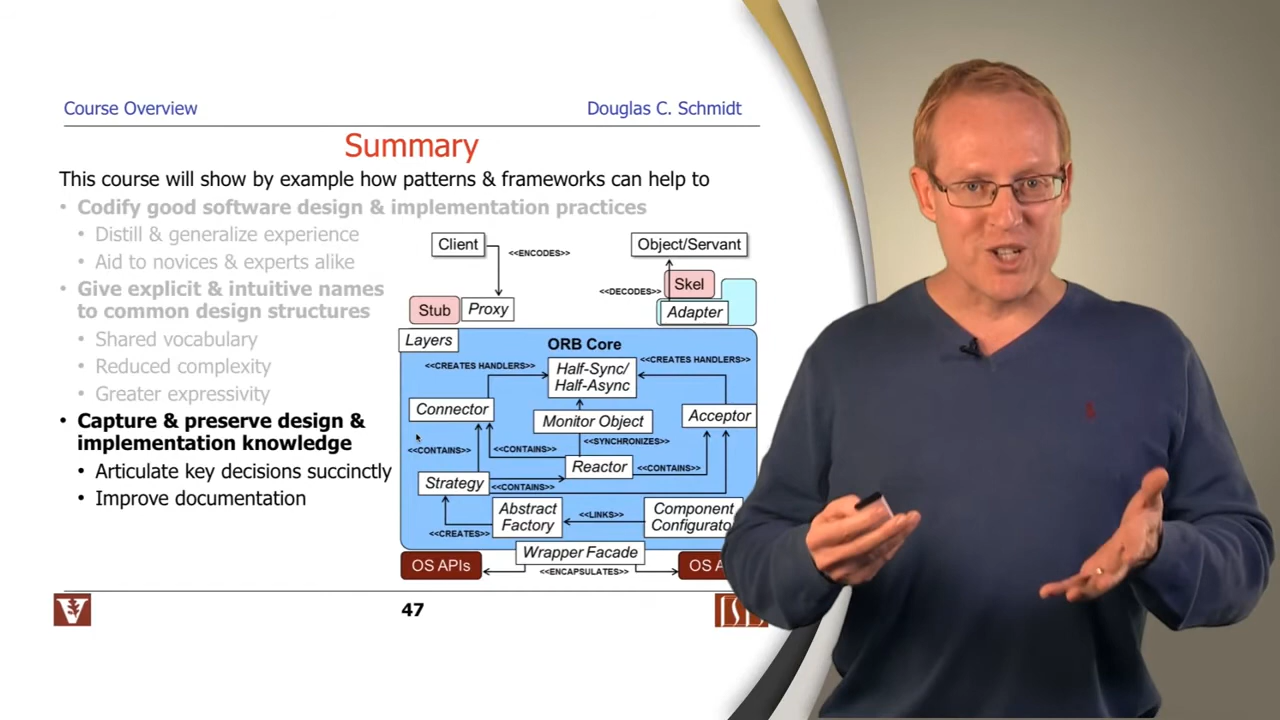 Course Overview
Douglas C. Schmidt
Summary
This course will show by example how patterns & frameworks can help to
• Codify good software design & implementation practices
• Distill & generalize experience
• Aid to novices & experts alike
• Give explicit & intuitive names
to common design structures
• Shared vocabulary
• Reduced complexity
• Greater expressivity
• Capture & preserve design &
implementation knowledge
• Articulate key decisions succinctly
• Improve documentation
Client
<<ENCODES>>
Object/Servant
<<DECODES>>
Skel
Stub
Proxy
Adapter
Layers
ORB Core
<<CREATES HANDLERS>>
Half-Sync/
Half-Async
<<CREATES HANDLERS>>
Connector
Monitor Object
Acceptor
<<SYNCHRONIZES>>
<<CONTAINS>>
<<CONTAINS>>
Reactor
<<CONTAINS>>
Strategy
<<CONTAINS>>
Abstract
Factory
<<LINKS>>
Component
Configurato
<<CREATES>>
Wrapper Facade
OS APIs
<<ENCAPSULATES>>
OS A
47
V